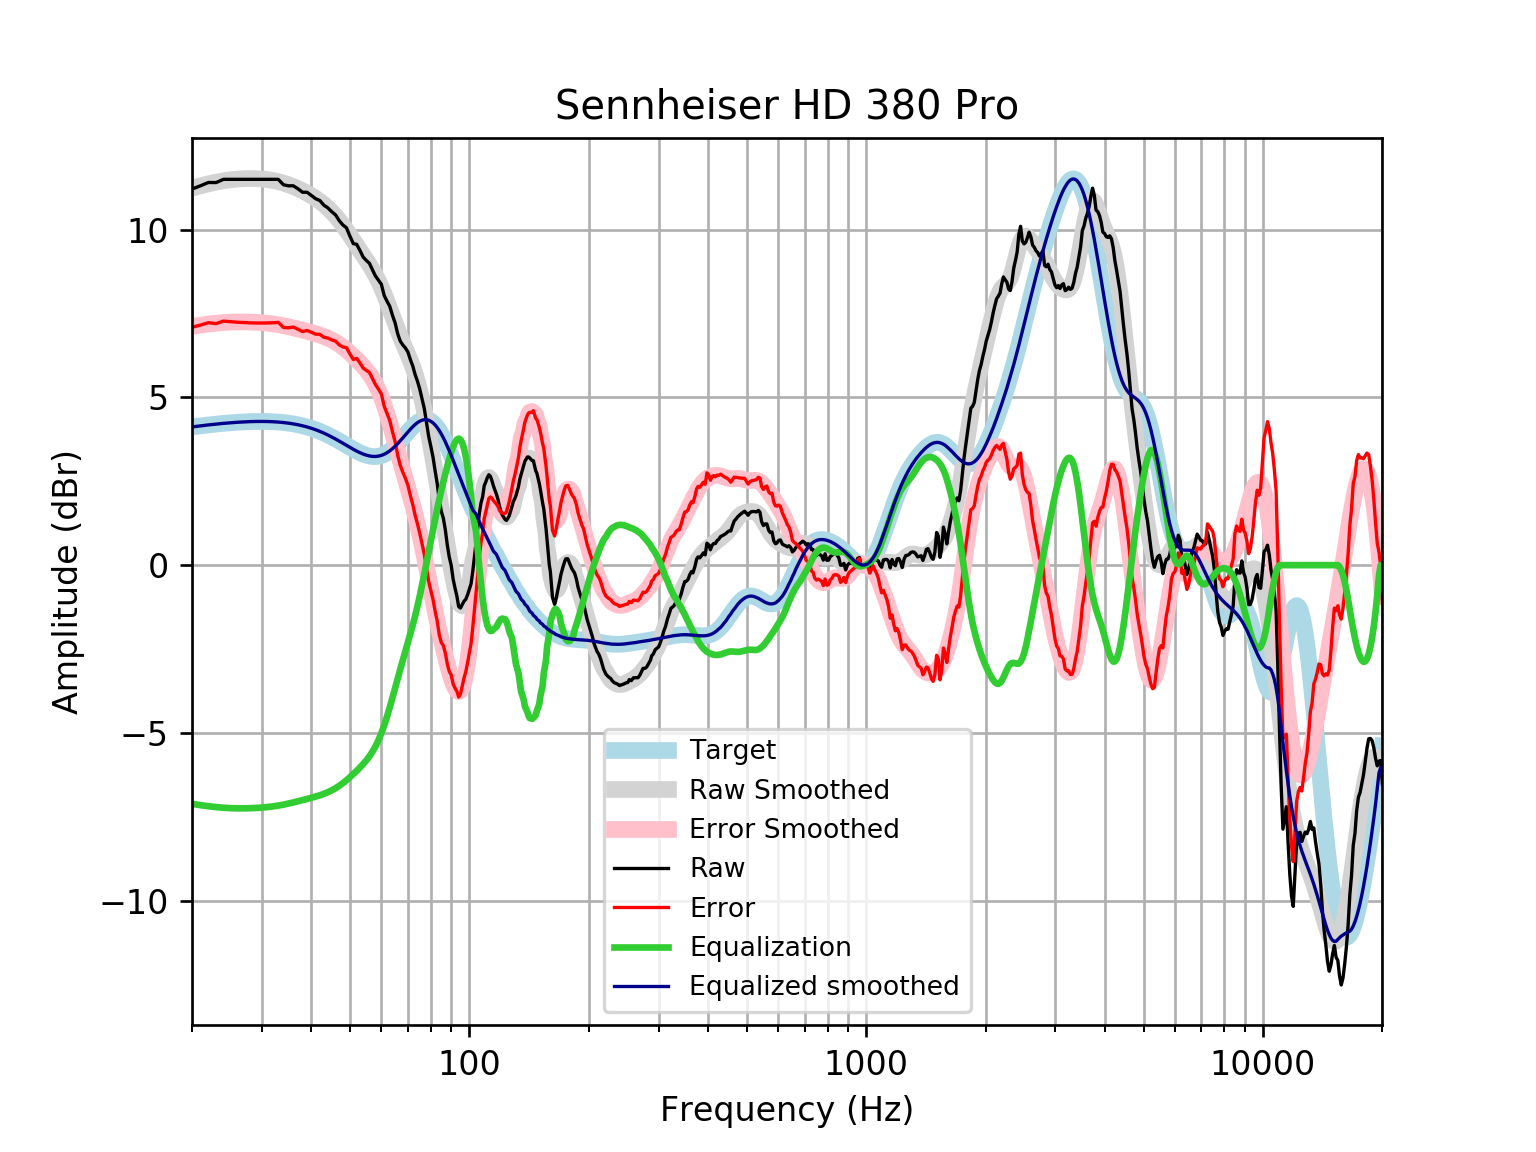 Sennheiser HD 380 Pro
Amplitude (dBr)
10
5
0
−5
−10
Target
Raw Smoothed
Error Smoothed
Raw
Error
Equalization
Equalized smoothed
100 1000 10000
Frequency (Hz)